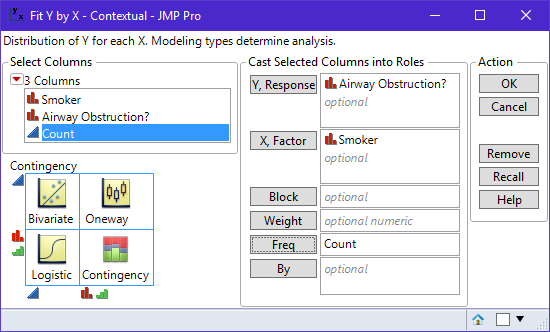 Fit Y by X - Contextual - JMP Pro
Distribution of Y for each X. Modeling types determine analysis.
Select Columns
3 Columns
Smoker
Airway Obstruction?
Count
Contingency
Bivariate
Oneway
Logistic
Contingency
Cast Selected Columns into Roles
Y, Response
Airway Obstruction?
optional
X, Factor
Smoker
optional
Block
optional
Weight
optional numeric
Freq
Count
By
optional
Action
OK
Cancel
Remove
Recall
Help